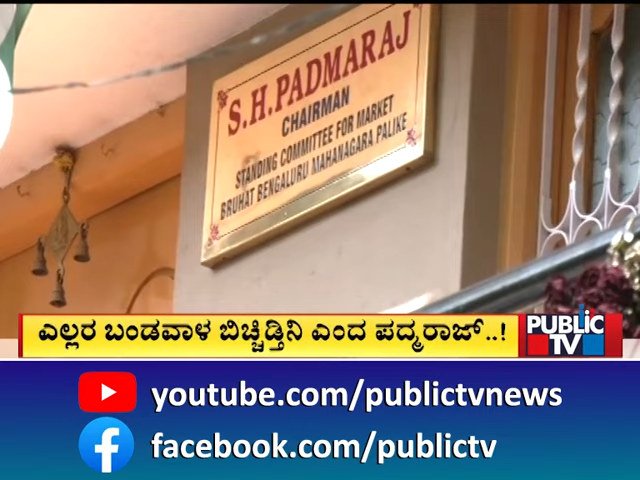 S.H.PADMARAJ
CHAIRMAN
STANDING COMMITTEE FOR MARKET
BRUHAT BENGALURU MAHANAGARA PALIKE
ಎಲ್ಲರ ಬಂಡವಾಳ ಬಿಚ್ಚಿಡ್ತಿನಿ ಎಂದ ಪದ್ಮರಾಜ್..!
PUBLiC
TV
youtube.com/publictvnews
facebook.com/publictv